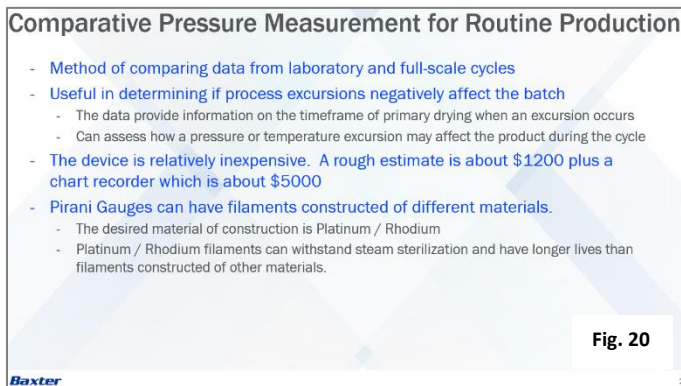 Comparative Pressure Measurement for Routine Production
- Method of comparing data from laboratory and full-scale cycles
- Useful in determining if process excursions negatively affect the batch
- The data provide information on the timeframe of primary drying when an excursion occurs
- Can assess how a pressure or temperature excursion may affect the product during the cycle
- The device is relatively inexpensive. A rough estimate is about $1200 plus a
chart recorder which is about $5000
- Pirani Gauges can have filaments constructed of different materials.
- The desired material of construction is Platinum / Rhodium
- Platinum / Rhodium filaments can withstand steam sterilization and have longer lives than
filaments constructed of other materials.
Fig. 20
Baxter